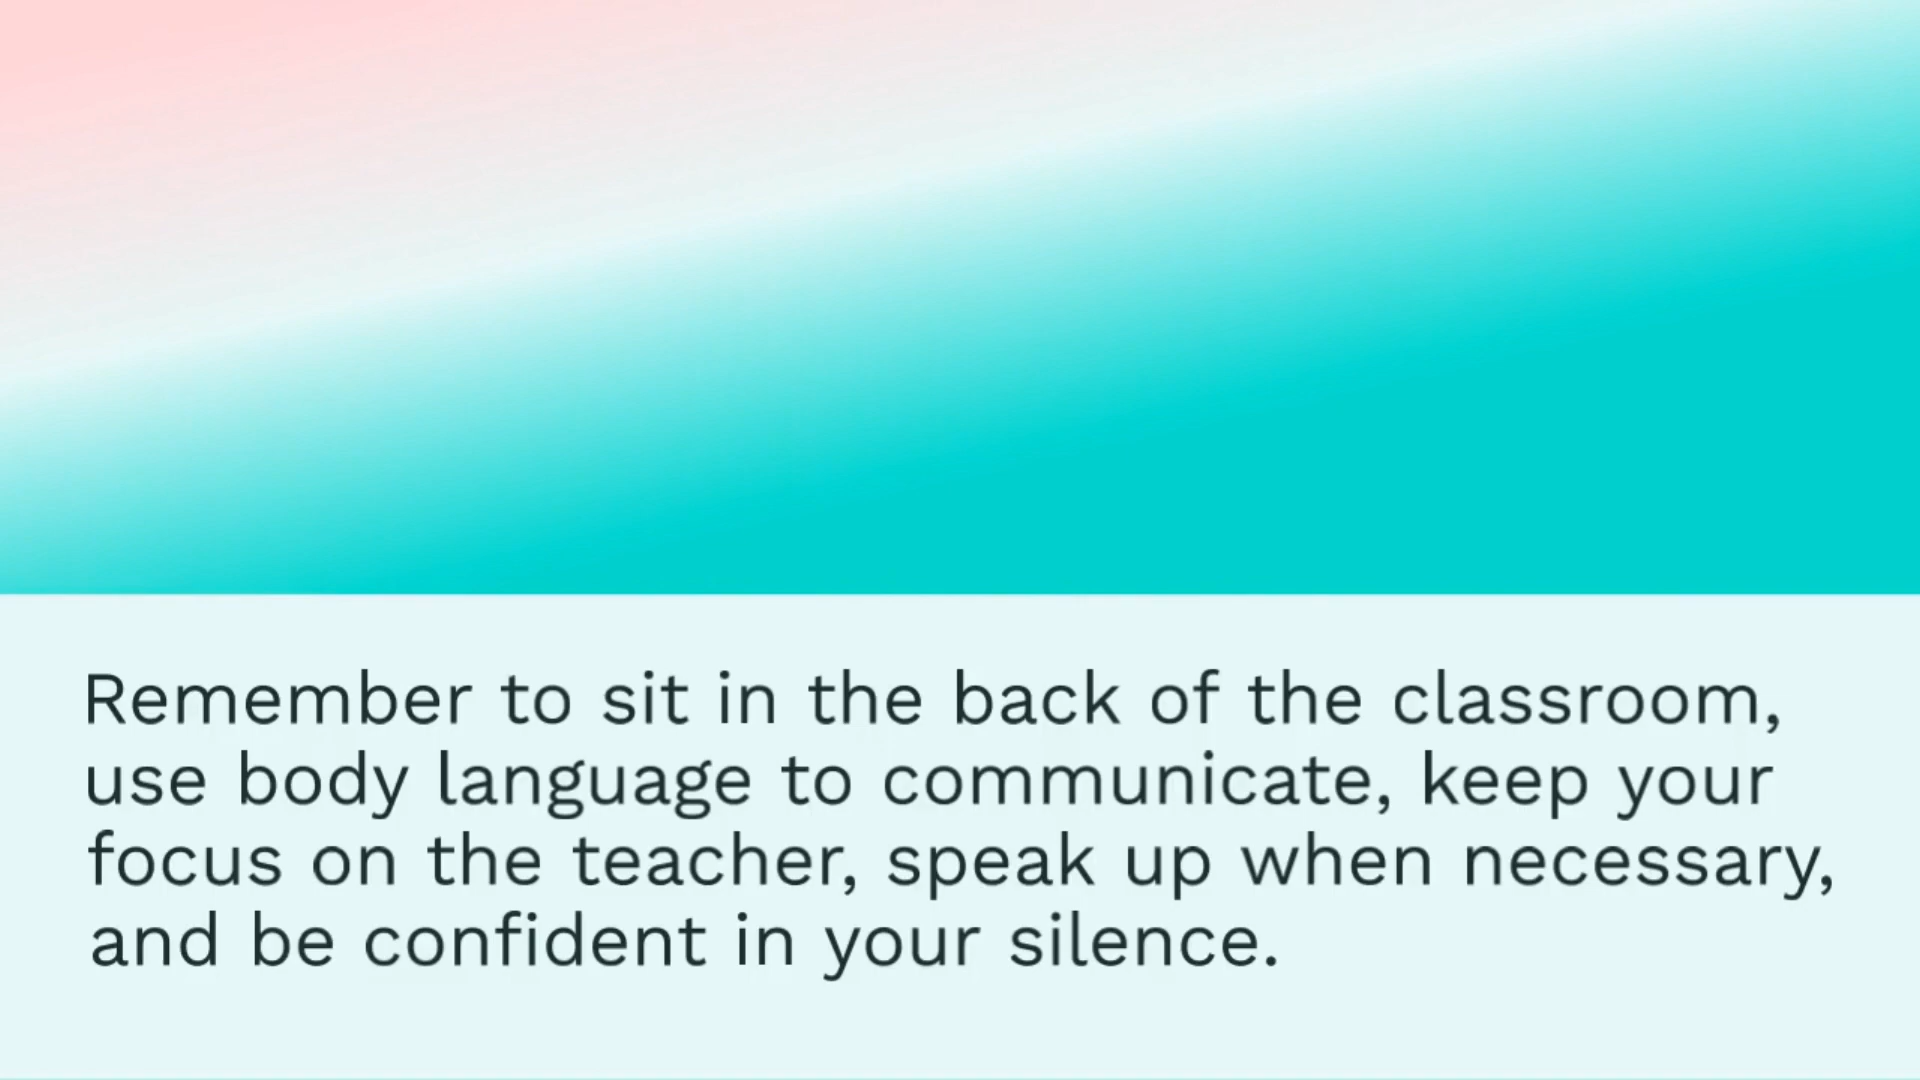 Remember to sit in the back of the classroom,
use body language to communicate, keep your
focus on the teacher, speak up when necessary,
and be confident in your silence.